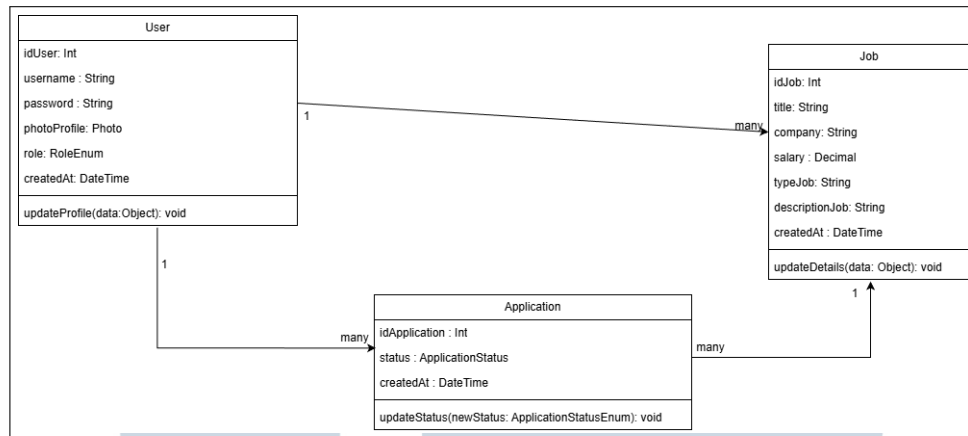 User
idUser: Int
username : String
password : String
photoProfile: Photo
role: RoleEnum
createdAt: DateTime
updateProfile(data:Object): void
1
many
Job
idJob: Int
title: String
company: String
salary : Decimal
typeJob: String
descriptionJob: String
createdAt : DateTime
updateDetails(data: Object): void
1
1
many
Application
idApplication : Int
status : ApplicationStatus
createdAt : DateTime
updateStatus(newStatus: ApplicationStatusEnum): void
many